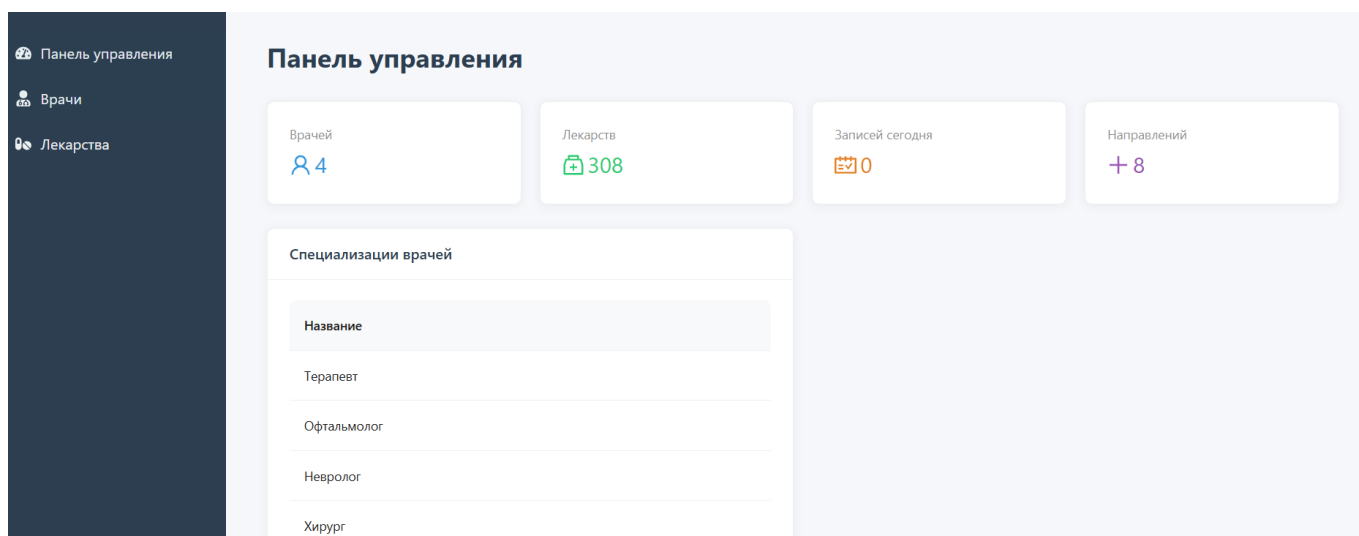 Панель управления
Врачи
Лекарства
Панель управления
Врачей
4
Лекарств
308
Записей сегодня
0
Направлений
8
Специализации врачей
Название
Терапевт
Офтальмолог
Невролог
Хирург